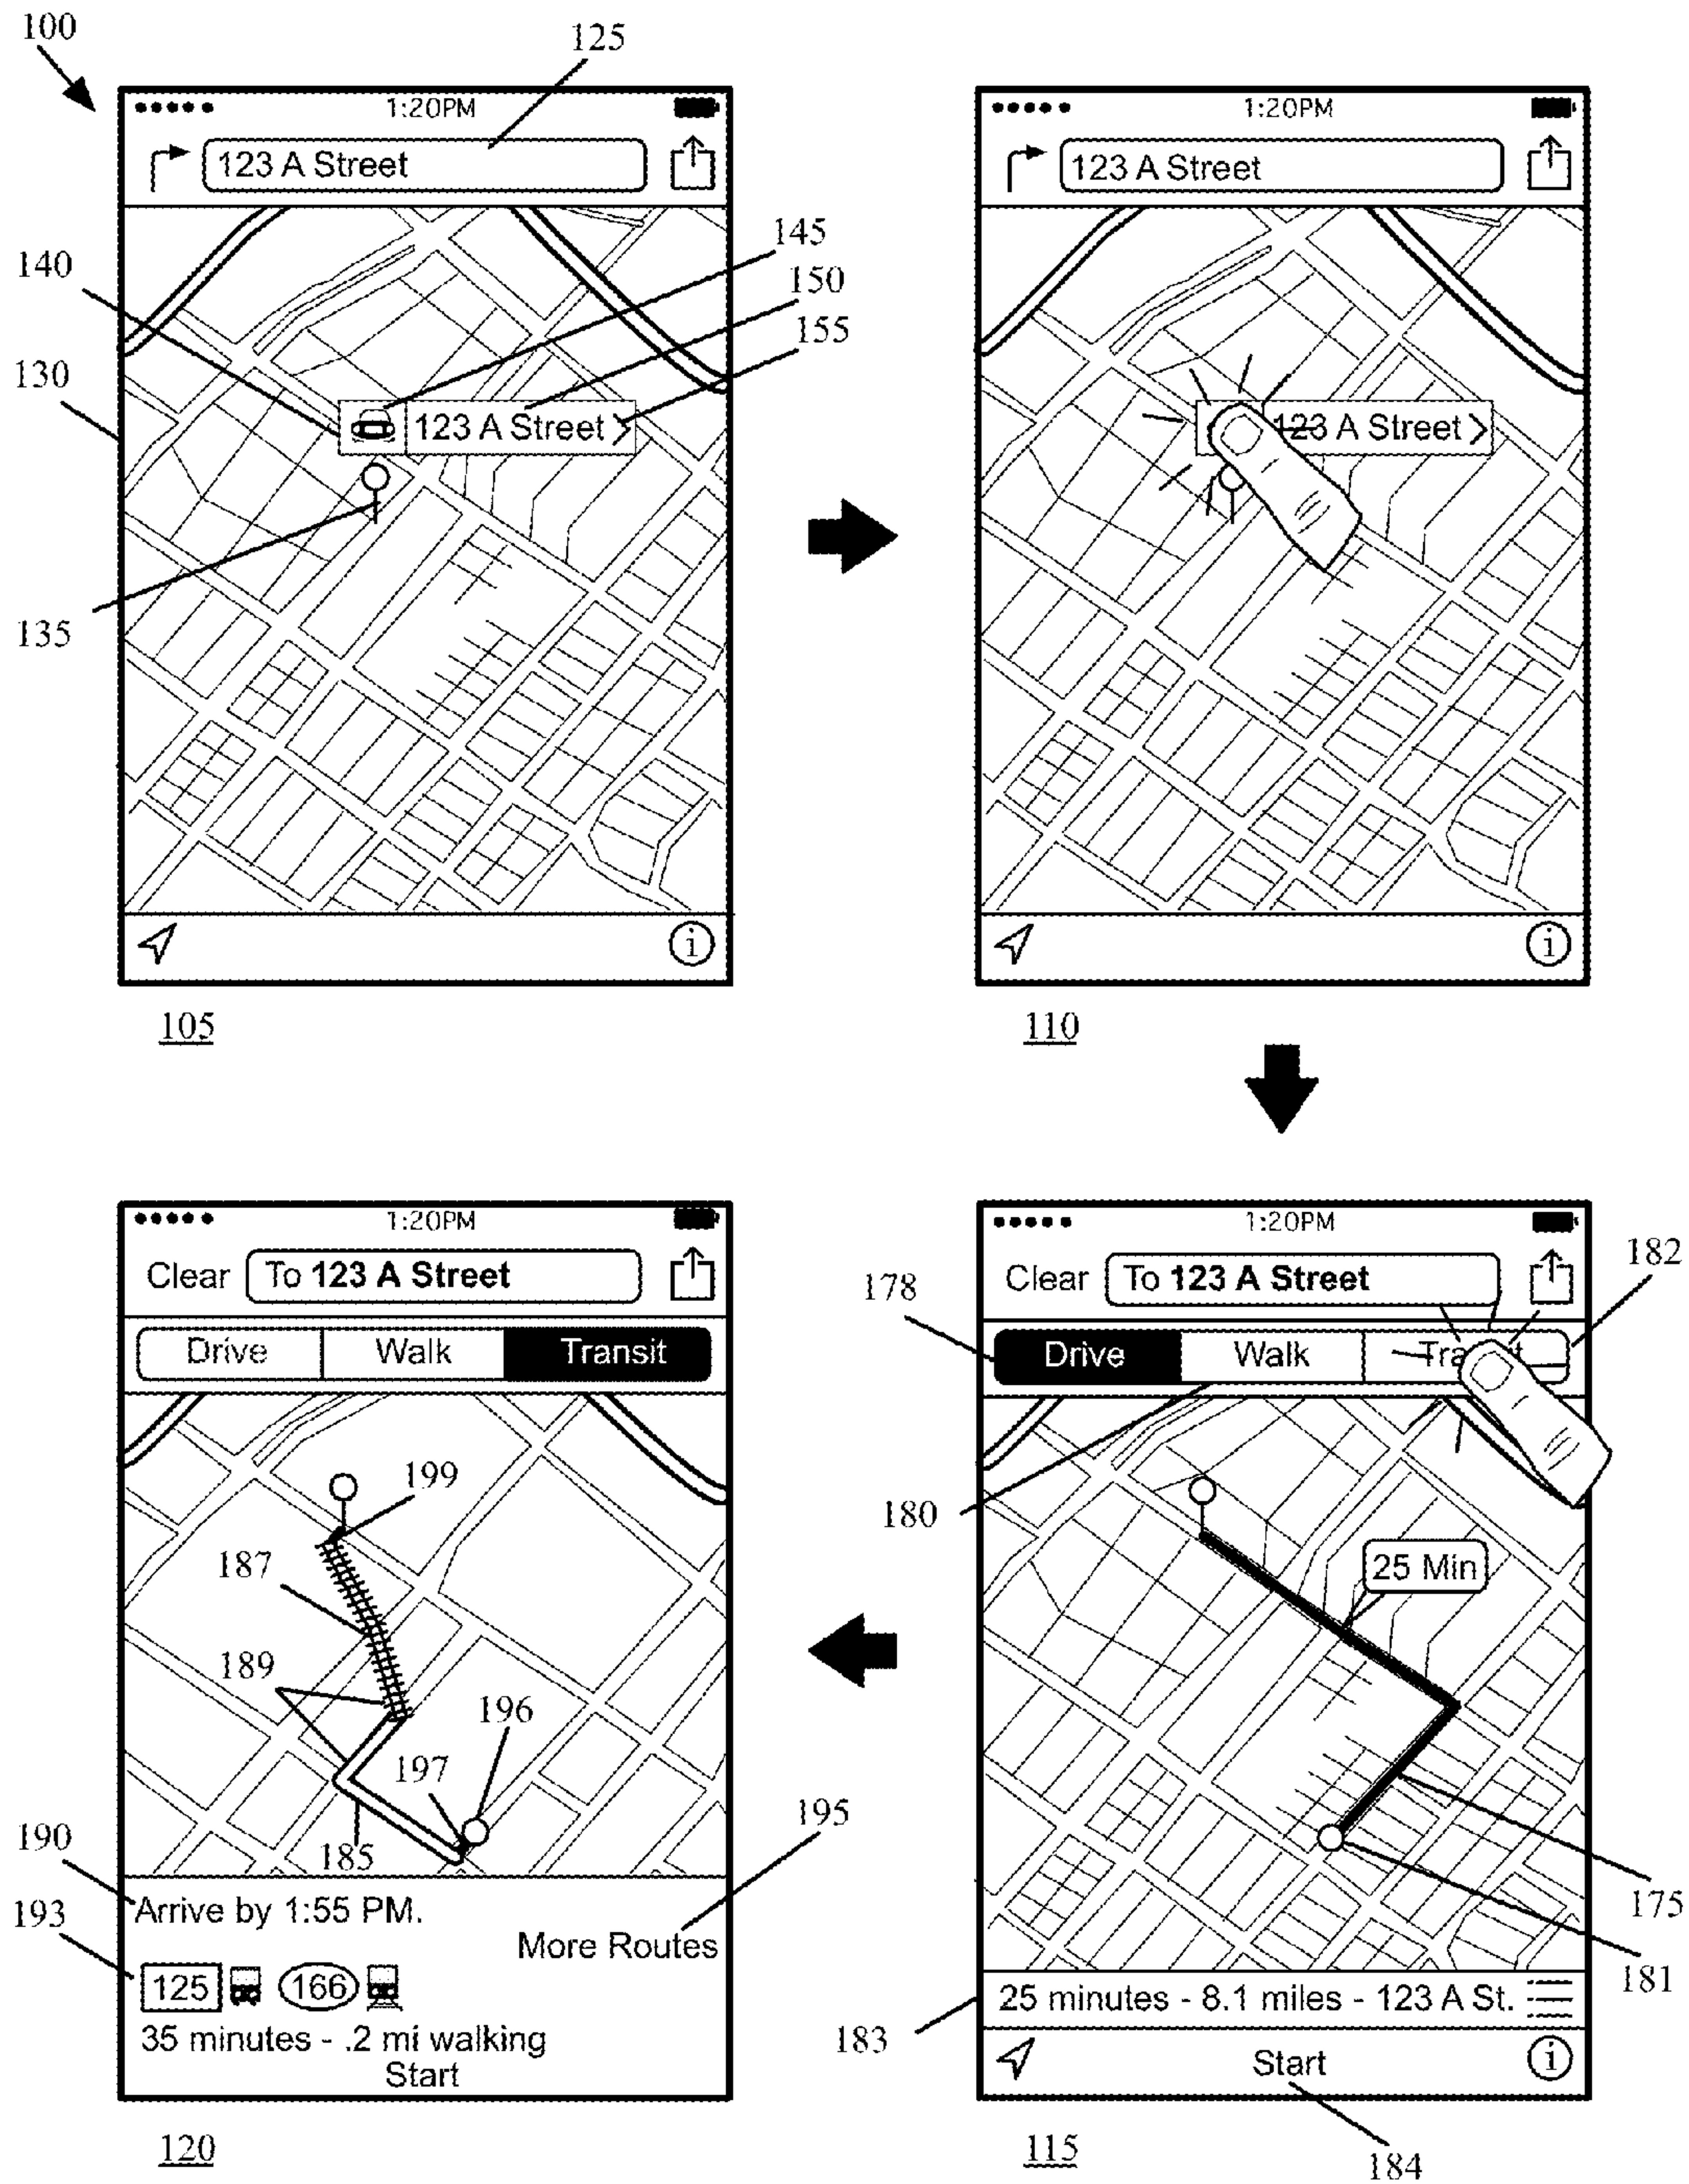 100
125
1:20PM
123 A Street
145
150
155
140
130
123 A Street
135
i
105
1:20PM
123 A Street
123 A Street
i
110
1:20PM
Clear To 123 A Street
Drive Walk Transit
199
187
189
196
197
185
190
195
193
Arrive by 1:55 PM.
More Routes
125 166
35 minutes - .2 mi walking
Start
120
1:20PM
182
178
Clear To 123 A Street
Drive Walk
180
25 Min
175
181
183
25 minutes - 8.1 miles - 123 A St.
Start
i
115
184